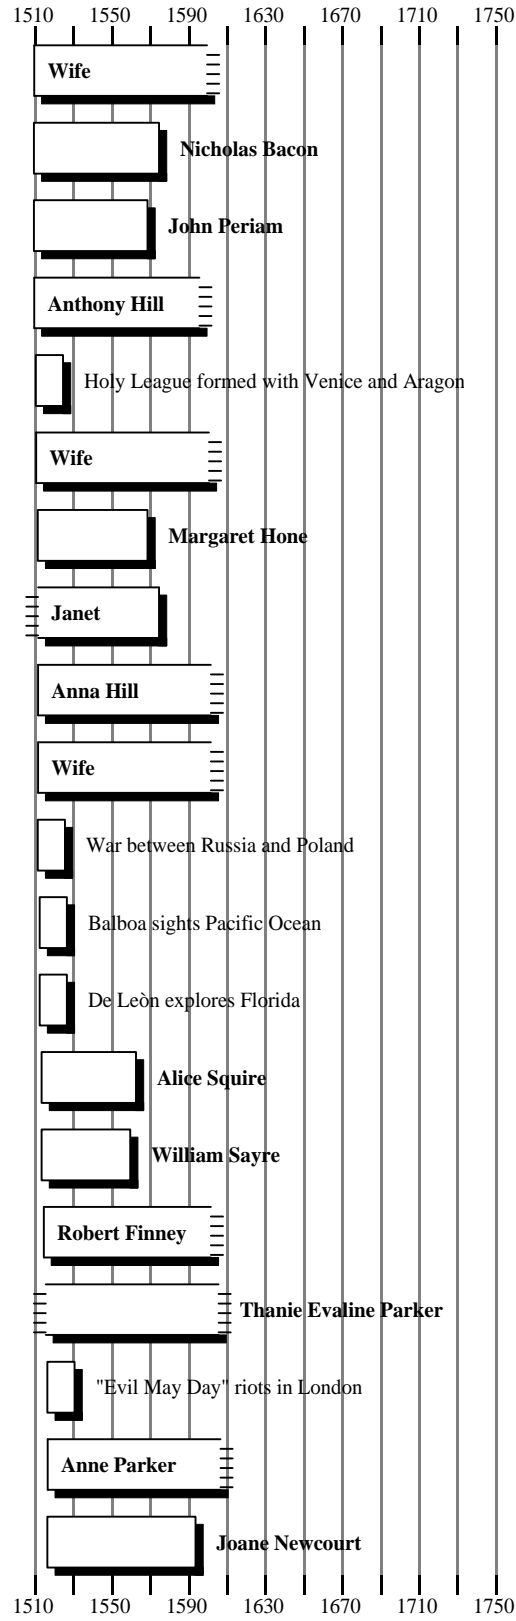 1510 1550 1590 1630 1670 1710 1750
Wife
Nicholas Bacon
John Periam
Anthony Hill
Holy League formed with Venice and Aragon
Wife
Margaret Hone
Janet
Anna Hill
Wife
War between Russia and Poland
Balboa sights Pacific Ocean
De Leòn explores Florida
Alice Squire
William Sayre
Robert Finney
Thanie Evaline Parker
"Evil May Day" riots in London
Anne Parker
Joane Newcourt
1510 1550 1590 1630 1670 1710 1750